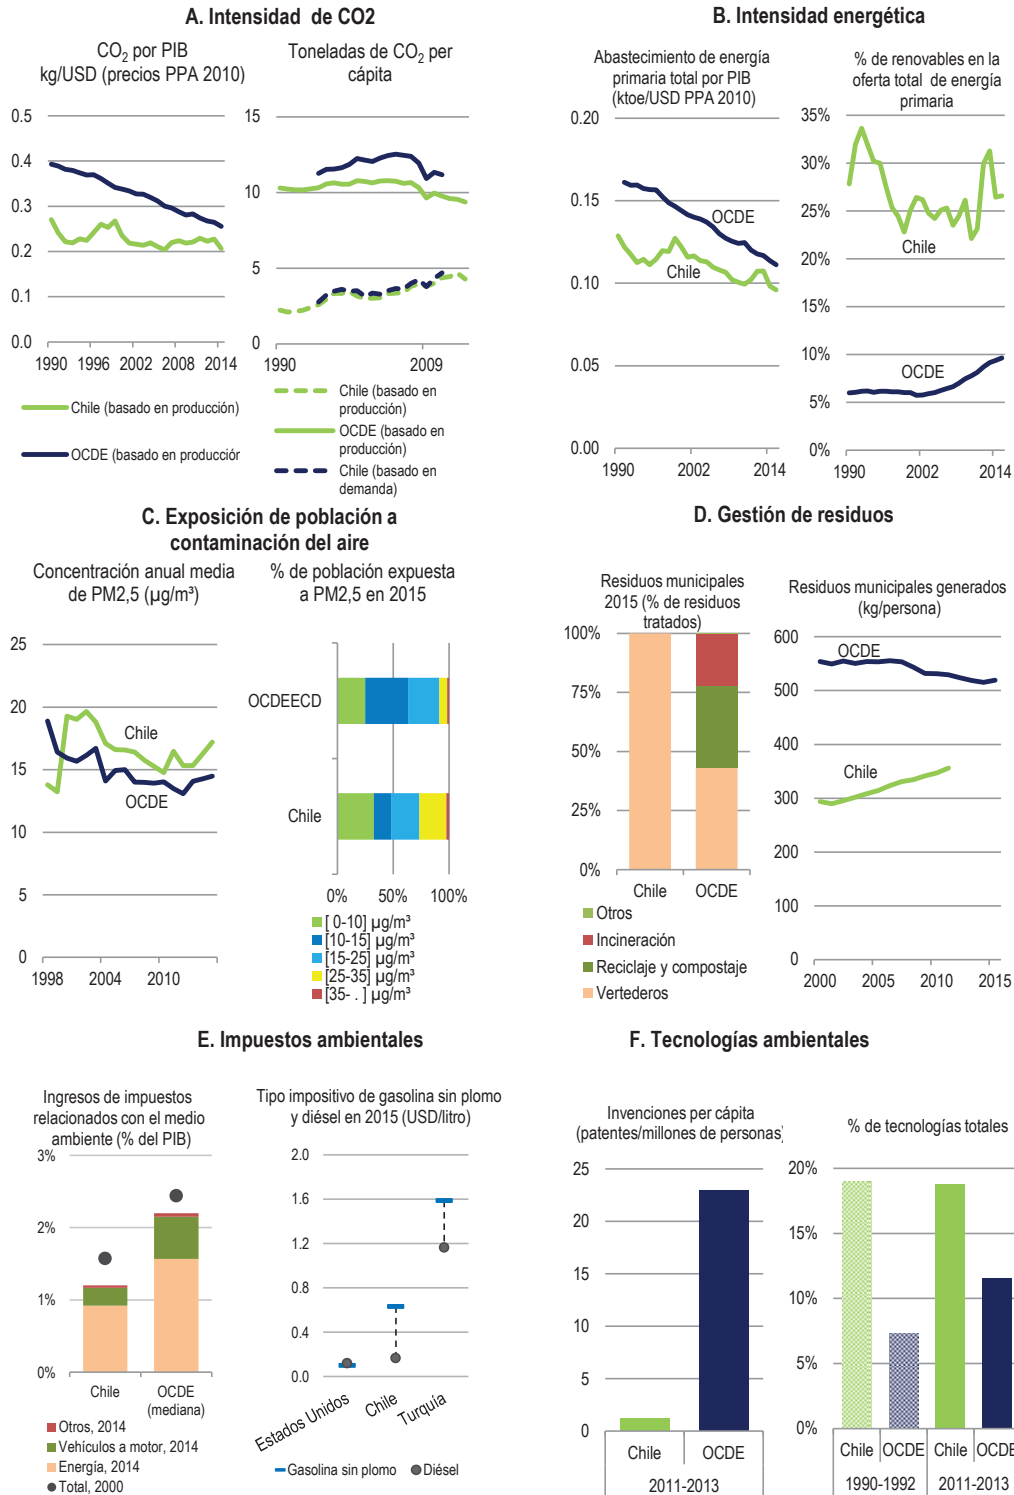 A. Intensidad de CO2
CO2 por PIB
kg/USD (precios PPA 2010)
0.5
0.4
0.3
0.2
0.1
0.0
1990 1996 2002 2008 2014
Chile (basado en producción)
OCDE (basado en producción
Toneladas de CO2 per
cápita
15
10
5
0
1990 2009
Chile (basado en
producción)
OCDE (basado en
producción)
Chile (basado en
demanda)
B. Intensidad energética
Abastecimiento de energía
primaria total por PIB
(ktoe/USD PPA 2010)
0.20
0.15
0.10
0.05
0.00
OCDE
Chile
1990 2002 2014
% de renovables en la
oferta total de energía
primaria
35%
30%
25%
20%
15%
10%
5%
0%
Chile
OCDE
1990 2002 2014
C. Exposición de población a
contaminación del aire
Concentración anual media
de PM2,5 (µg/m³)
25
20
15
10
5
0
Chile
OCDE
1998 2004 2010
% de población expuesta
a PM2,5 en 2015
OCDEECD
Chile
0% 50% 100%
[ 0-10] µg/m³
[10-15] µg/m³
[15-25] µg/m³
[25-35] µg/m³
[35- . ] µg/m³
D. Gestión de residuos
Residuos municipales
2015 (% de residuos
tratados)
100%
75%
50%
25%
0%
Chile OCDE
Otros
Incineración
Reciclaje y compostaje
Vertederos
Residuos municipales generados
(kg/persona)
600
500
400
300
200
100
0
OCDE
Chile
2000 2005 2010 2015
E. Impuestos ambientales
Ingresos de impuestos
relacionados con el medio
ambiente (% del PIB)
3%
2%
1%
0%
Chile OCDE
(mediana)
Otros, 2014
Vehículos a motor, 2014
Energía, 2014
Total, 2000
Tipo impositivo de gasolina sin plomo
y diésel en 2015 (USD/litro)
2.0
1.6
1.2
0.8
0.4
0.0
Estados Unidos
Chile
Turquía
Gasolina sin plomo Diésel
F. Tecnologías ambientales
Invenciones per cápita
(patentes/millones de personas)
25
20
15
10
5
0
Chile OCDE
2011-2013
% de tecnologías totales
20%
15%
10%
5%
0%
Chile OCDE Chile OCDE
1990-1992 2011-2013